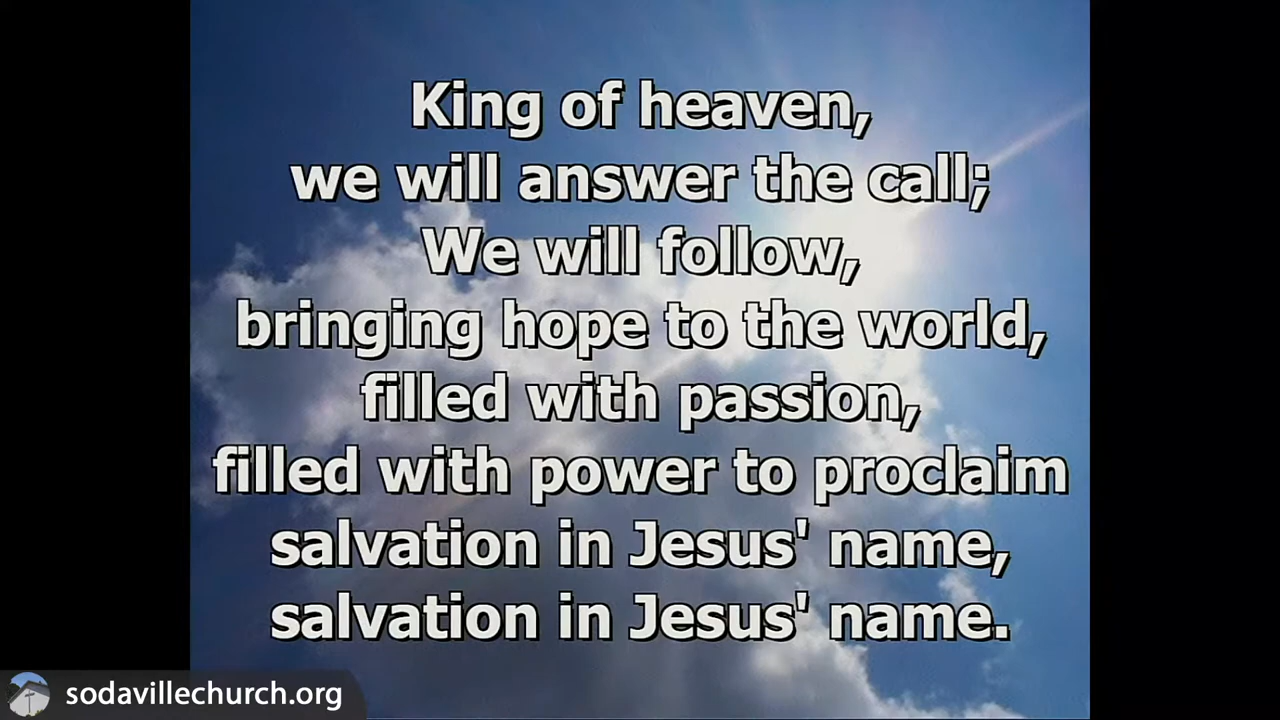 King of heaven,
we will answer the call;
We will follow,
bringing hope to the world,
filled with passion,
filled with power to proclaim
salvation in Jesus' name,
salvation in Jesus' name.
sodavillechurch.org